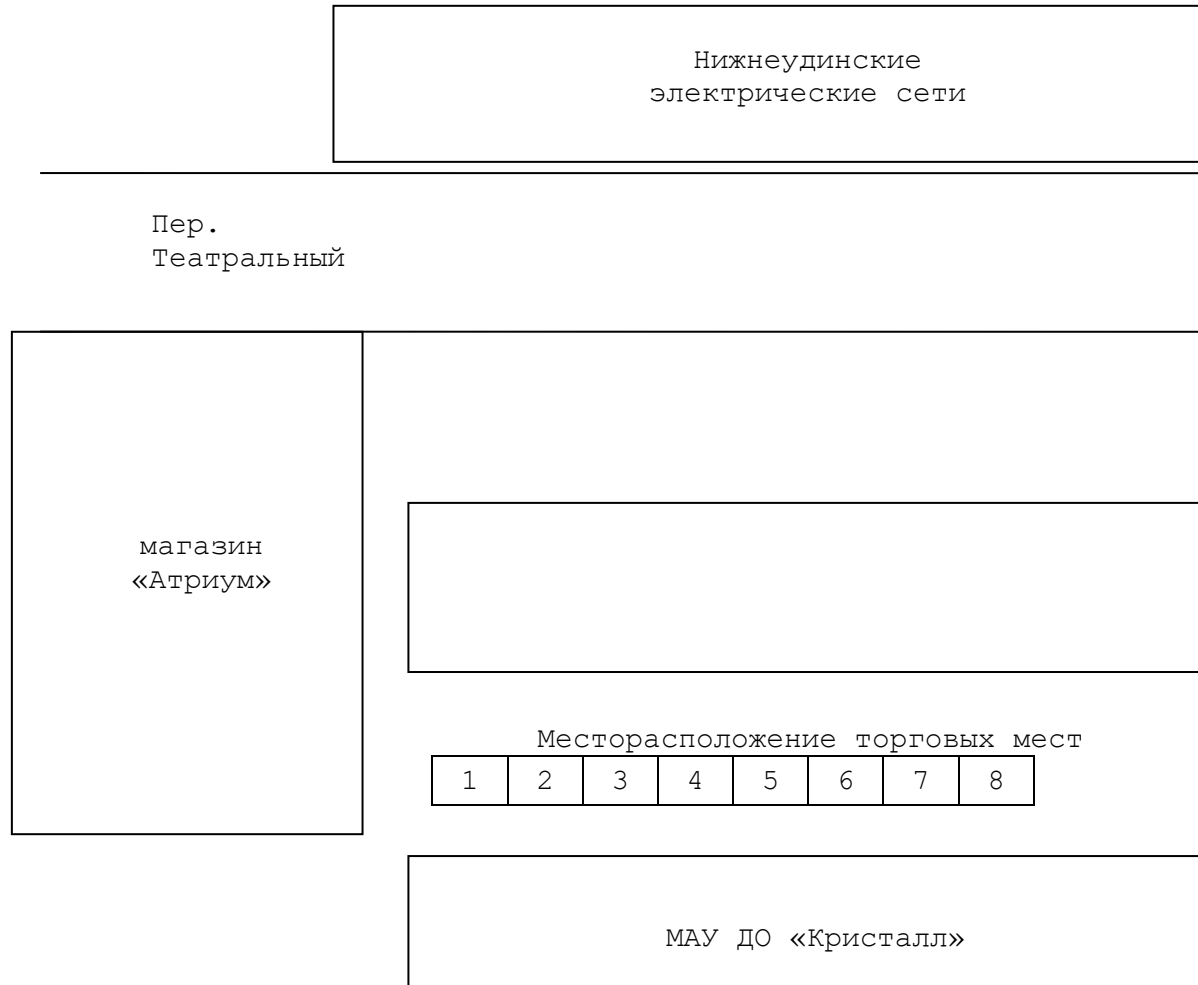 Нижнеудинские
электрические сети
Пер.
Театральный
магазин
«Атриум»
Месторасположение торговых мест
1 2 3 4 5 6 7 8
МАУ ДО «Кристалл»